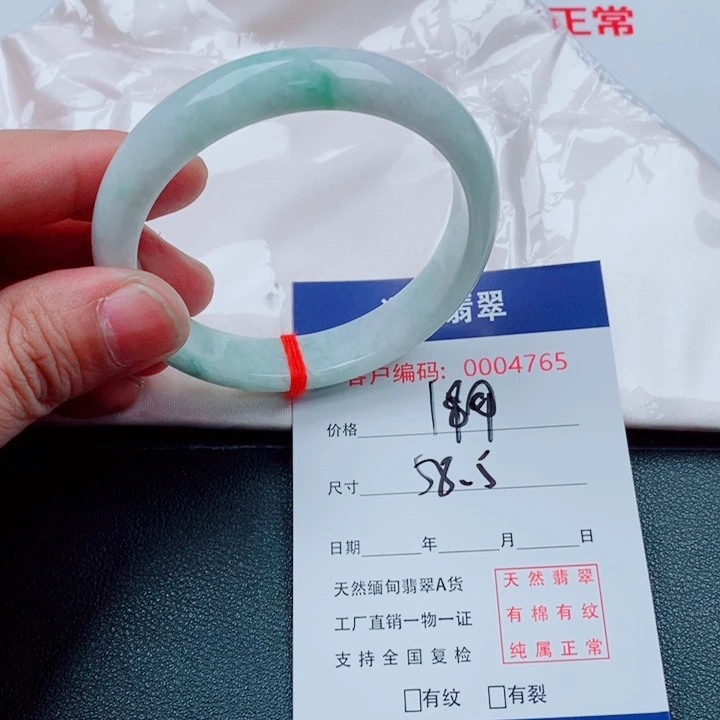 正常
翡翠
客户编码: 0004765
价格
尺寸 58.5
日期 年 月 日
天然缅甸翡翠A货
工厂直销一物一证
支持全国复检
天然翡翠
有棉有纹
纯属正常
□有纹 □有裂